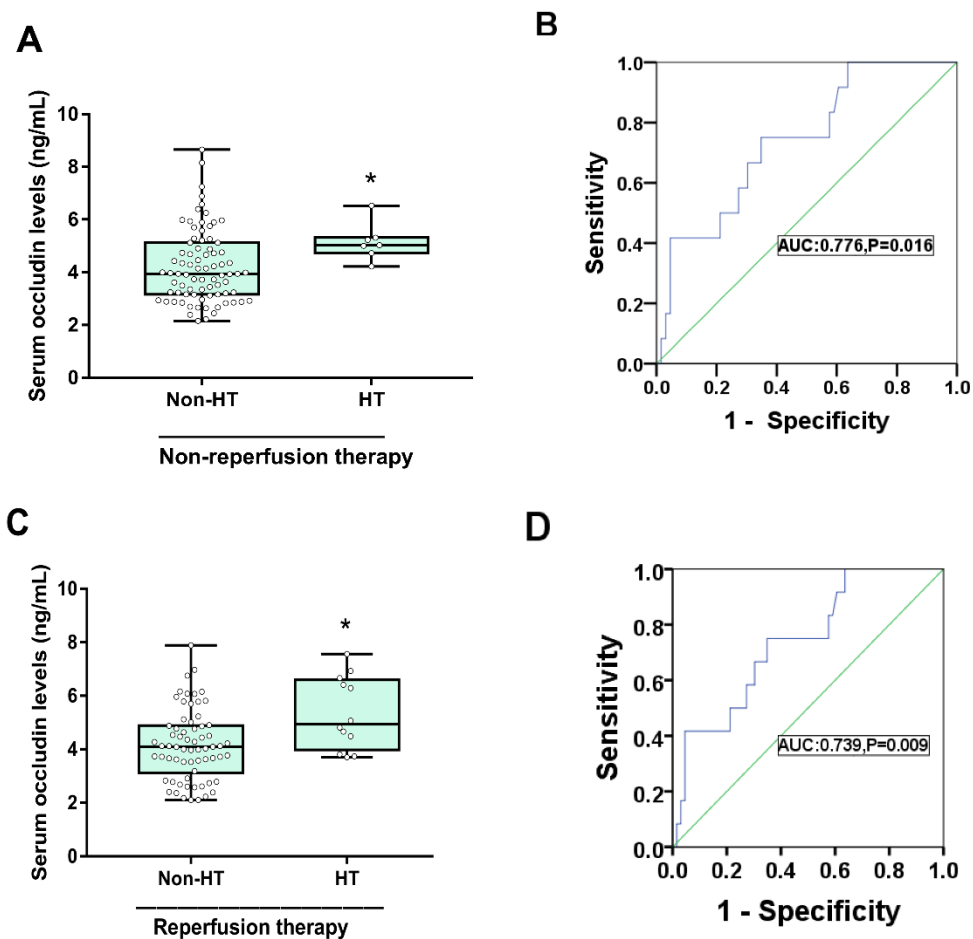 A
Serum occludin levels (ng/mL)
10
8
6
4
2
0
*
Non-HT HT
Non-reperfusion therapy
B
Sensitivity
1.0
0.8
0.6
0.4
0.2
0.0
AUC:0.776,P=0.016
0.0 0.2 0.4 0.6 0.8 1.0
1 - Specificity
C
Serum occludin levels (ng/mL)
10
8
6
4
2
0
*
Non-HT HT
Reperfusion therapy
D
Sensitivity
1.0
0.8
0.6
0.4
0.2
0.0
AUC:0.739,P=0.009
0.0 0.2 0.4 0.6 0.8 1.0
1 - Specificity